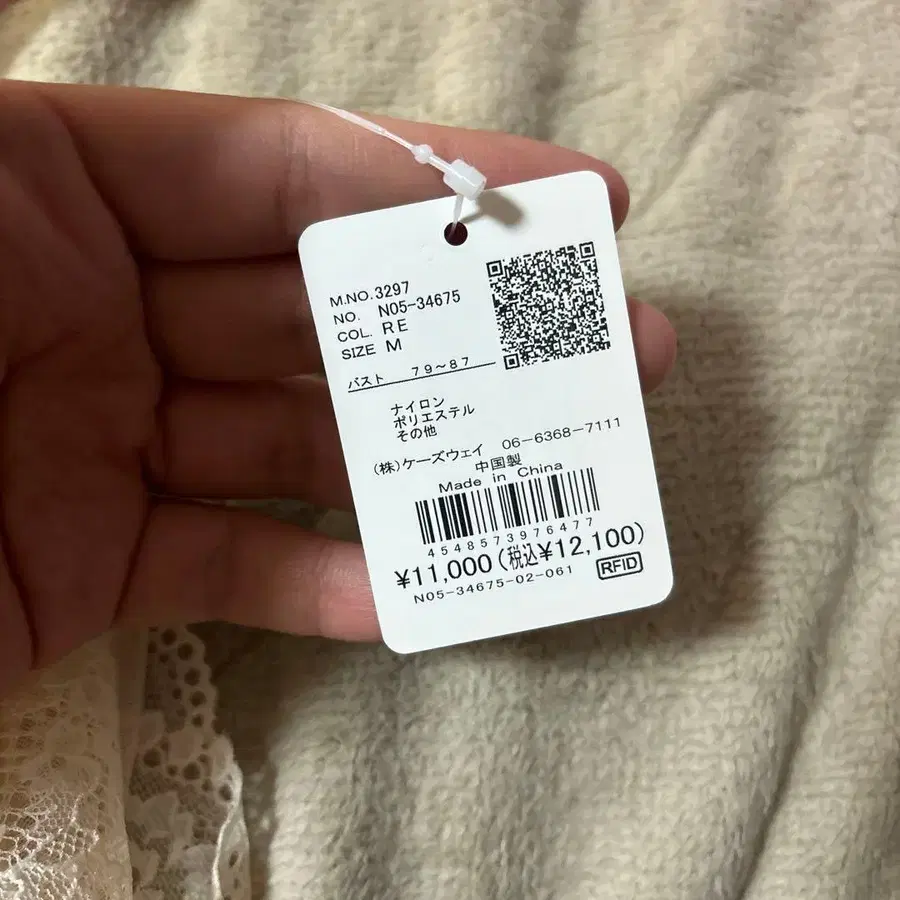 M.NO.3297
NO. N05-34675
COL. RE
SIZE M
バスト 79～87
ナイロン
ポリエステル
その他
(株)ケーズウェイ 06-6368-7111
中国製
Made in China
4548573976477
¥11,000(税込¥12,100)
N05-34675-02-061 RFID